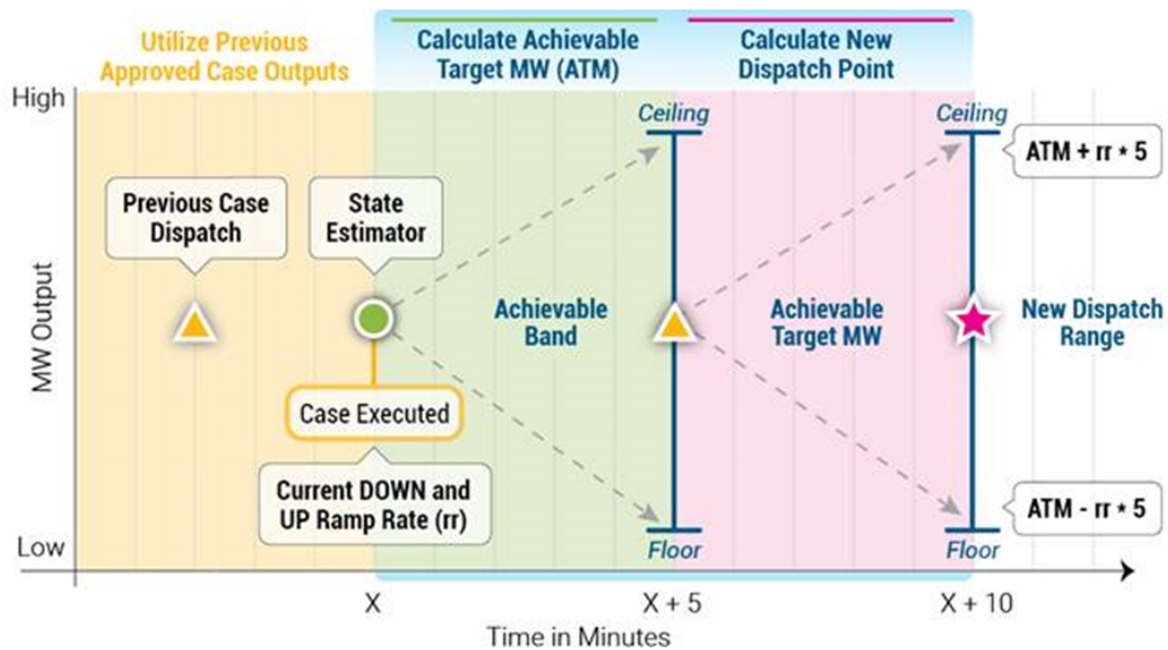 Utilize Previous
Approved Case Outputs
Calculate Achievable
Target MW (ATM)
Calculate New
Dispatch Point
High
Ceiling
Ceiling
ATM + rr * 5
Previous Case
Dispatch
State
Estimator
MW Output
Achievable
Band
Achievable
Target MW
New Dispatch
Range
Case Executed
Current DOWN and
UP Ramp Rate (rr)
ATM - rr * 5
Low
Floor
Floor
X
X + 5
X + 10
Time in Minutes